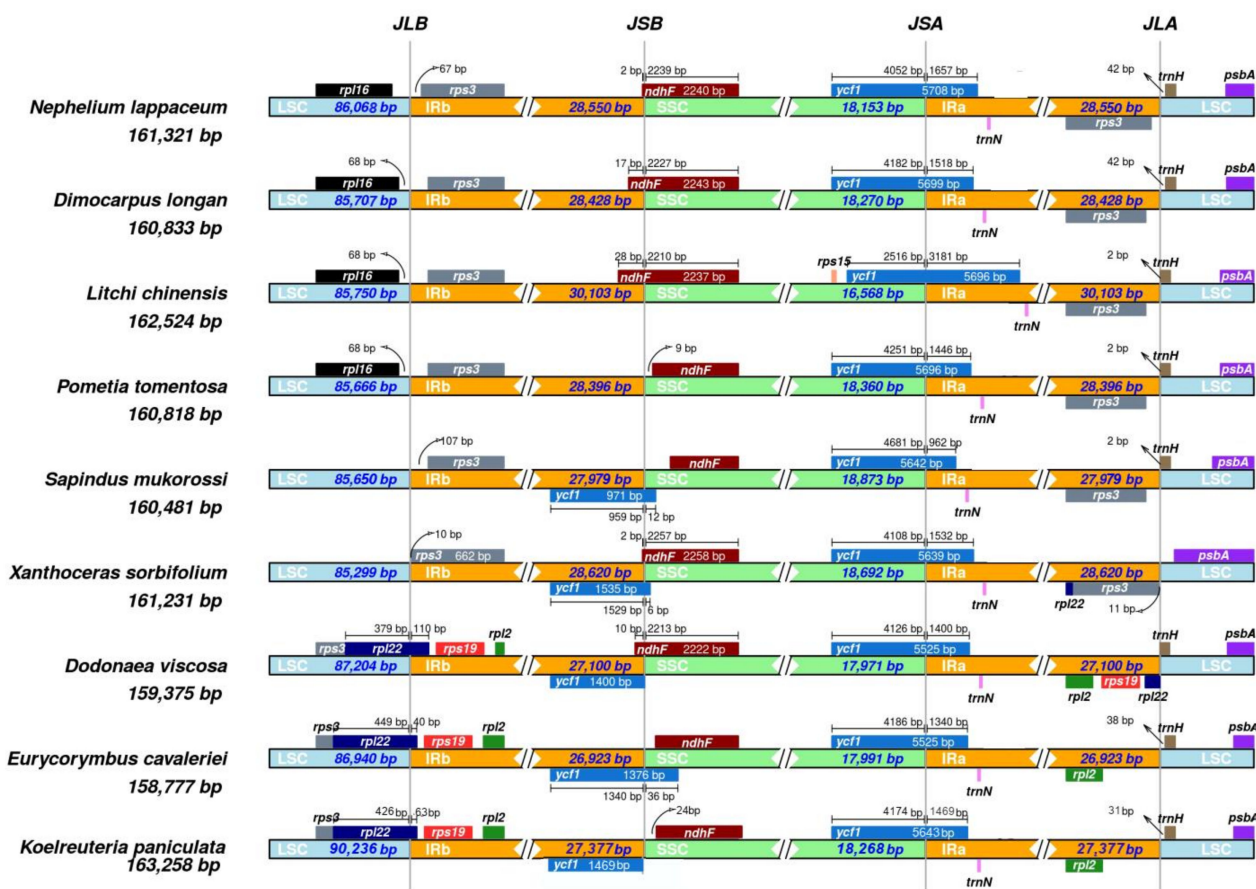 JLB JSB JSA JLA
67 bp 2 bp 2239 bp 4052 bp 1657 bp 42 bp trnH psbA
rpl16 rps3 ndhF 2240 bp ycf1 5708 bp
Nephelium lappaceum LSC 86,068 bp IRb 28,550 bp SSC 18,153 bp IRa 28,550 bp LSC
161,321 bp trnN rps3
68 bp 17 bp 2227 bp 4182 bp 1518 bp 42 bp trnH psbA
rpl16 rps3 ndhF 2243 bp ycf1 5699 bp
Dimocarpus longan LSC 85,707 bp IRb 28,428 bp SSC 18,270 bp IRa 28,428 bp LSC
160,833 bp trnN rps3
68 bp 28 bp 2210 bp rps15 2516 bp 3181 bp 2 bp trnH
rpl16 rps3 ndhF 2237 bp ycf1 5696 bp psbA
Litchi chinensis LSC 85,750 bp IRb 30,103 bp SSC 16,568 bp IRa 30,103 bp LSC
162,524 bp trnN rps3
68 bp 9 bp 4251 bp 1446 bp 2 bp trnH
rpl16 rps3 ndhF ycf1 5696 bp psbA
Pometia tomentosa LSC 85,666 bp IRb 28,396 bp SSC 18,360 bp IRa 28,396 bp LSC
160,818 bp trnN rps3
107 bp 4681 bp 962 bp 2 bp trnH
rps3 ndhF ycf1 5642 bp psbA
Sapindus mukorossi LSC 85,650 bp IRb 27,979 bp SSC 18,873 bp IRa 27,979 bp LSC
160,481 bp ycf1 971 bp trnN rps3
959 bp 12 bp
10 bp 2 bp 2257 bp 4108 bp 1532 bp
rps3 662 bp ndhF 2258 bp ycf1 5639 bp psbA
Xanthoceras sorbifolium LSC 85,299 bp IRb 28,620 bp SSC 18,692 bp IRa 28,620 bp LSC
161,231 bp ycf1 1535 bp trnN rpl22 rps3
1529 bp 6 bp 11 bp
379 bp 110 bp rpl2 10 bp 2213 bp 4126 bp 1400 bp trnH psbA
rps3 rpl22 rps19 ndhF 2222 bp ycf1 5525 bp
Dodonaea viscosa LSC 87,204 bp IRb 27,100 bp SSC 17,971 bp IRa 27,100 bp LSC
159,375 bp ycf1 1400 bp trnN rpl2 rps19 rpl22
rps3 449 bp 40 bp rpl2 4186 bp 1340 bp 38 bp trnH psbA
rpl22 rps19 ndhF ycf1 5525 bp
Eurycorymbus cavaleriei LSC 86,940 bp IRb 26,923 bp SSC 17,991 bp IRa 26,923 bp LSC
158,777 bp ycf1 1376 bp trnN rpl2
1340 bp 36 bp
rps3 426 bp 63bp rpl2 24bp 4174 bp 1469bp 31 bp trnH psbA
rpl22 rps19 ndhF ycf1 5643 bp
Koelreuteria paniculata LSC 90,236 bp IRb 27,377 bp SSC 18,268 bp IRa 27,377bp LSC
163,258 bp ycf1 1469 bp trnN rpl2